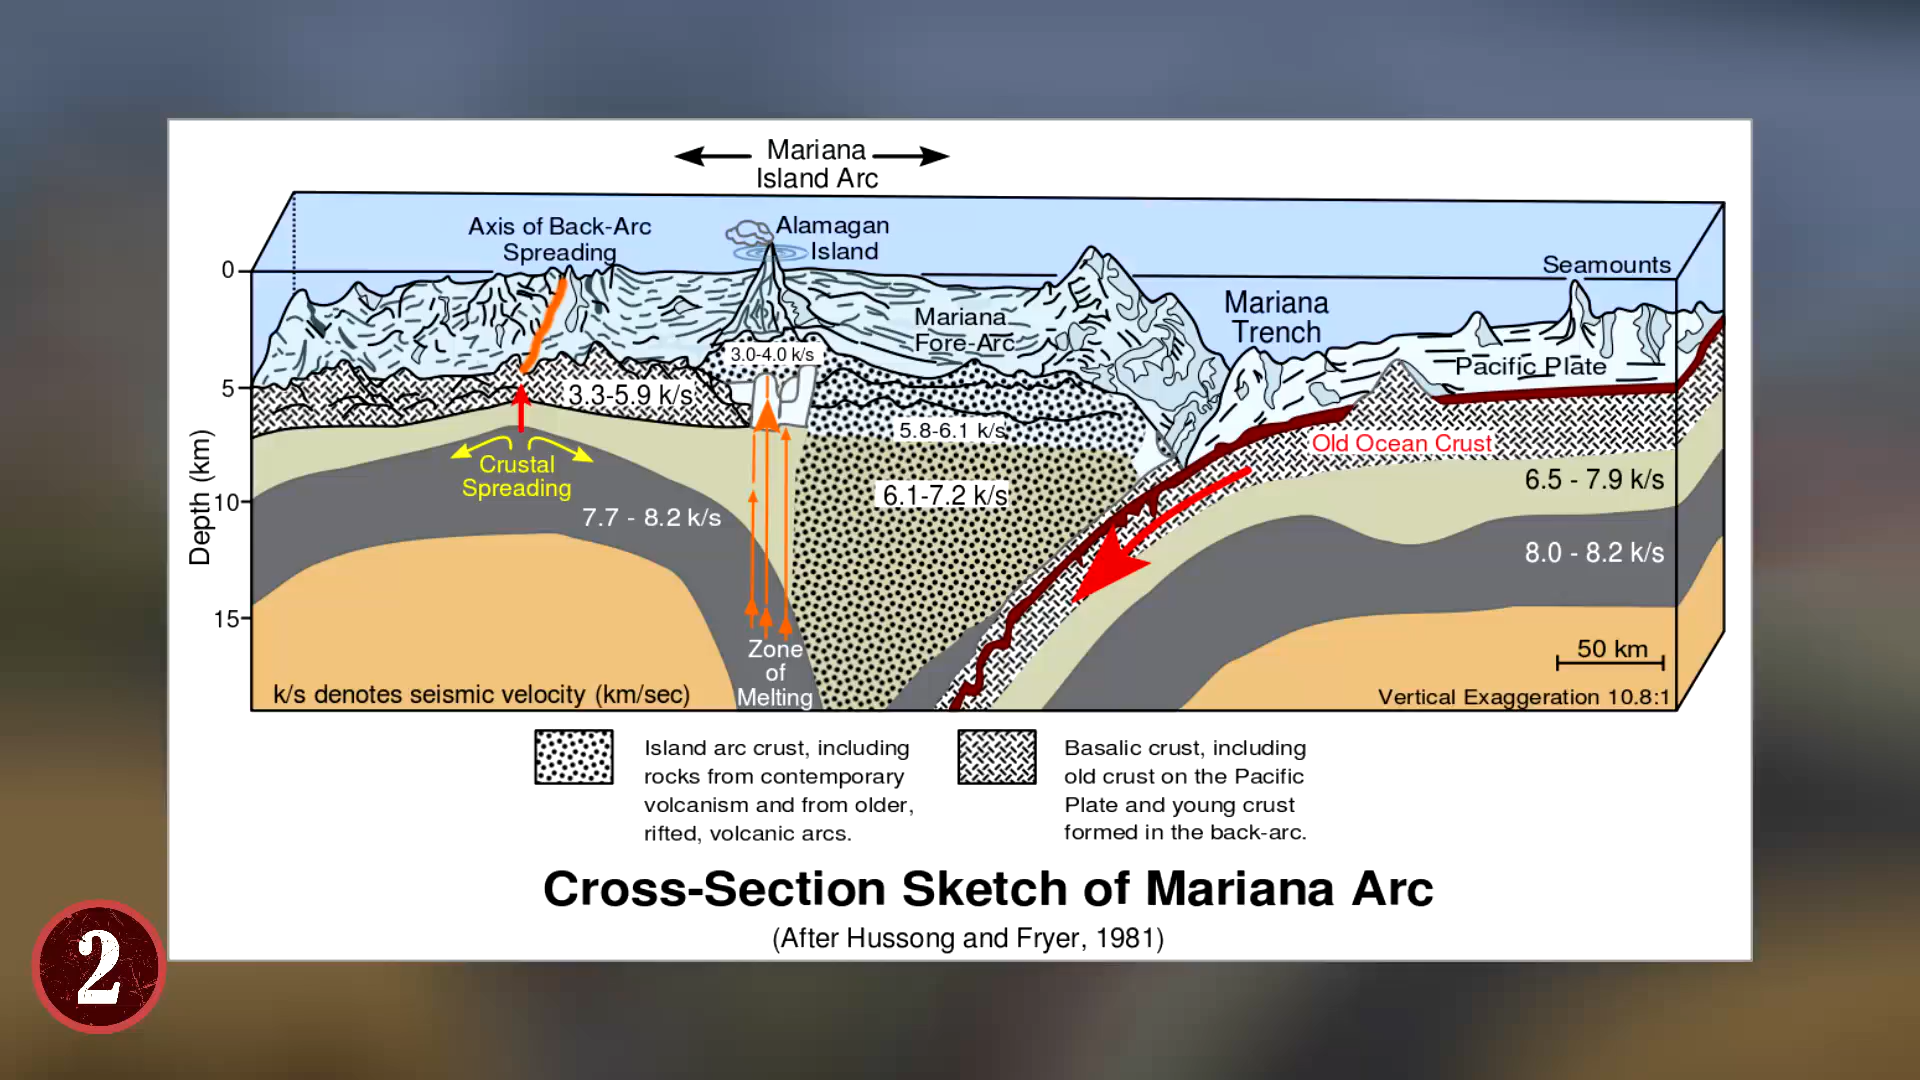 Mariana
Island Arc
Axis of Back-Arc
Spreading
Alamagan
Island
Seamounts
0
Mariana
Trench
Mariana
Fore-Arc
3.0-4.0 k/s
Pacific Plate
5
3.3-5.9 k/s
5.8-6.1 k/s
Old Ocean Crust
Crustal
Spreading
6.5 - 7.9 k/s
6.1-7.2 k/s
Depth (km)
10
7.7 - 8.2 k/s
8.0 - 8.2 k/s
15
Zone
of
Melting
50 km
k/s denotes seismic velocity (km/sec)
Vertical Exaggeration 10.8:1
Island arc crust, including
rocks from contemporary
volcanism and from older,
rifted, volcanic arcs.
Basalic crust, including
old crust on the Pacific
Plate and young crust
formed in the back-arc.
Cross-Section Sketch of Mariana Arc
(After Hussong and Fryer, 1981)
2